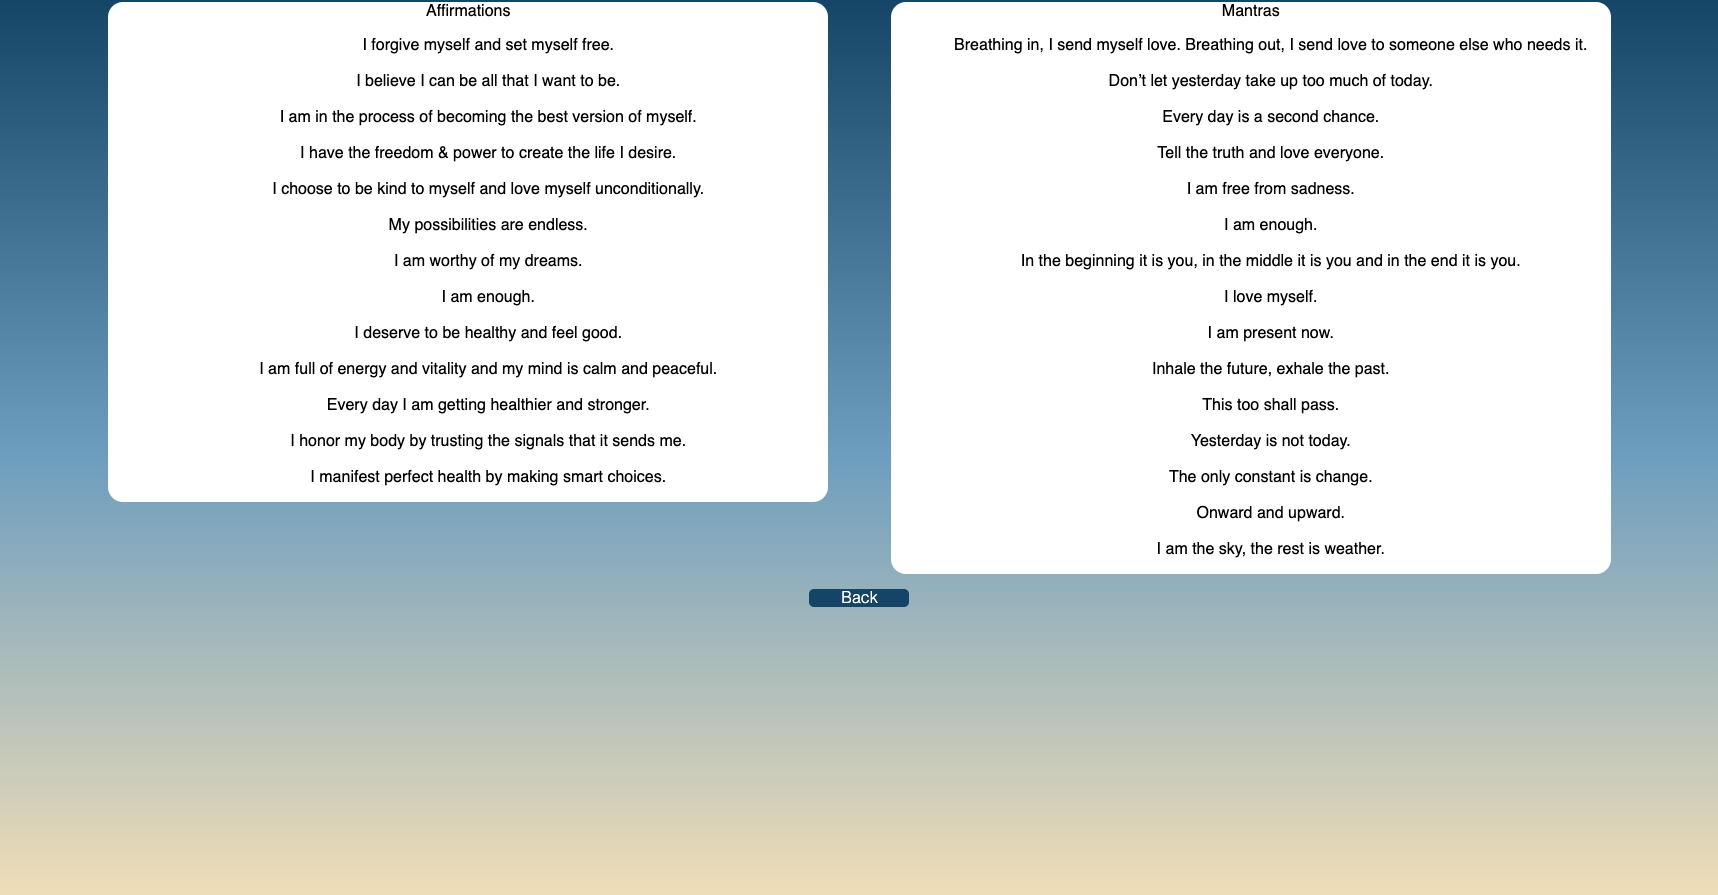 Affirmations
I forgive myself and set myself free.
I believe I can be all that I want to be.
I am in the process of becoming the best version of myself.
I have the freedom & power to create the life I desire.
I choose to be kind to myself and love myself unconditionally.
My possibilities are endless.
I am worthy of my dreams.
I am enough.
I deserve to be healthy and feel good.
I am full of energy and vitality and my mind is calm and peaceful.
Every day I am getting healthier and stronger.
I honor my body by trusting the signals that it sends me.
I manifest perfect health by making smart choices.
Mantras
Breathing in, I send myself love. Breathing out, I send love to someone else who needs it.
Don’t let yesterday take up too much of today.
Every day is a second chance.
Tell the truth and love everyone.
I am free from sadness.
I am enough.
In the beginning it is you, in the middle it is you and in the end it is you.
I love myself.
I am present now.
Inhale the future, exhale the past.
This too shall pass.
Yesterday is not today.
The only constant is change.
Onward and upward.
I am the sky, the rest is weather.
Back